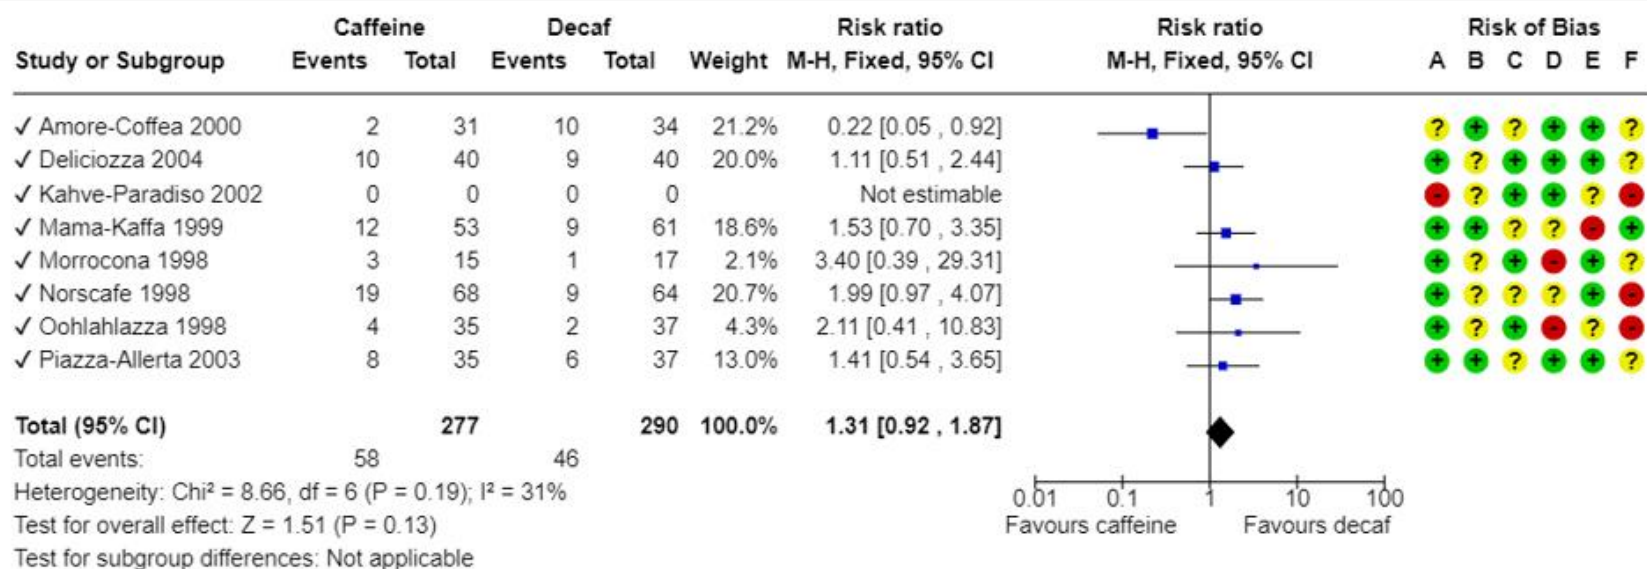 Caffeine Decaf Risk ratio Risk ratio Risk of Bias
Study or Subgroup Events Total Events Total Weight M-H, Fixed, 95% CI M-H, Fixed, 95% CI A B C D E F
✓ Amore-Coffea 2000 2 31 10 34 21.2% 0.22 [0.05 , 0.92] ? + ? + + ?
✓ Deliciozza 2004 10 40 9 40 20.0% 1.11 [0.51 , 2.44] + ? + + + ?
✓ Kahve-Paradiso 2002 0 0 0 0 Not estimable - ? + + ? -
✓ Mama-Kaffa 1999 12 53 9 61 18.6% 1.53 [0.70 , 3.35] + + ? ? - +
✓ Morrocona 1998 3 15 1 17 2.1% 3.40 [0.39 , 29.31] + ? + - + ?
✓ Norscafe 1998 19 68 9 64 20.7% 1.99 [0.97 , 4.07] + ? ? ? + -
✓ Oohlahlazza 1998 4 35 2 37 4.3% 2.11 [0.41 , 10.83] + ? + - ? -
✓ Piazza-Allerta 2003 8 35 6 37 13.0% 1.41 [0.54 , 3.65] + + ? + + ?
Total (95% CI) 277 290 100.0% 1.31 [0.92 , 1.87]
Total events: 58 46
Heterogeneity: Chi² = 8.66, df = 6 (P = 0.19); I² = 31%
0.01 0.1 1 10 100
Test for overall effect: Z = 1.51 (P = 0.13)
Favours caffeine Favours decaf
Test for subgroup differences: Not applicable